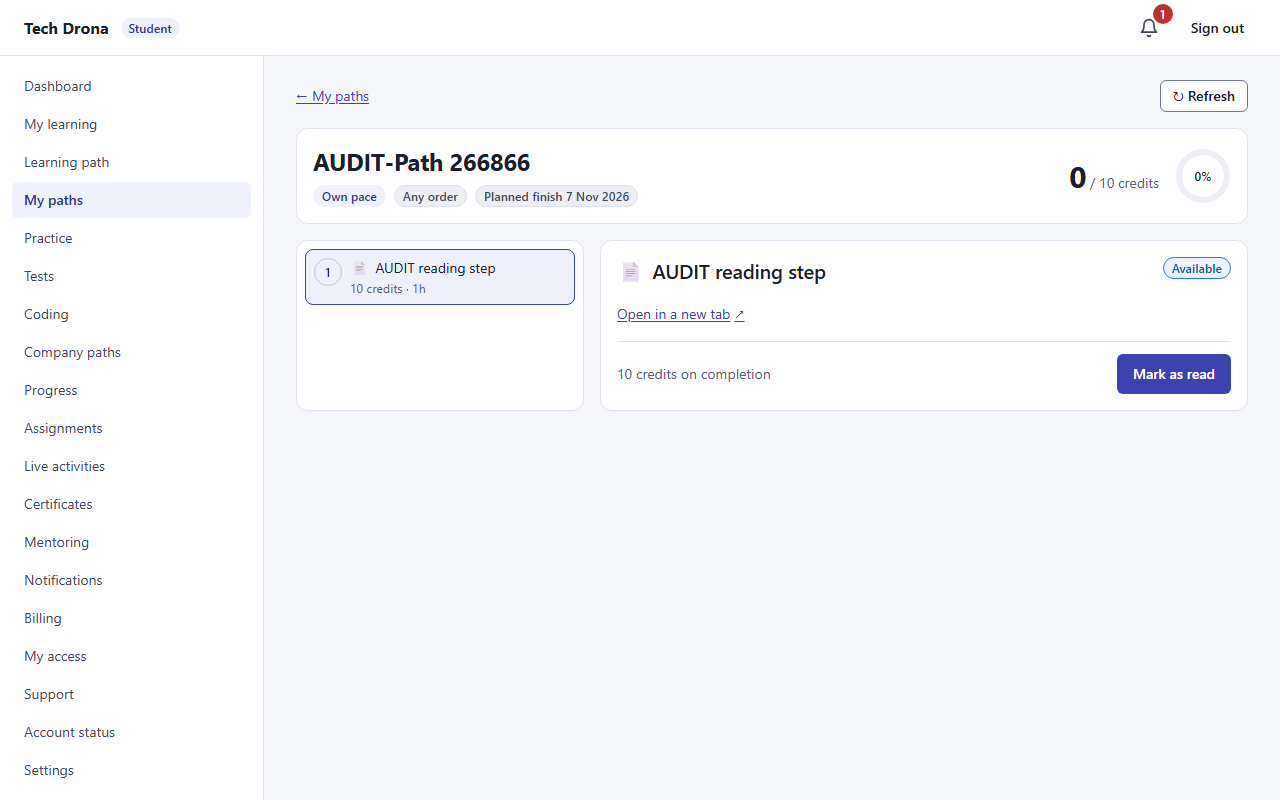 Tech Drona Student 1 Sign out
Dashboard
My learning
Learning path
My paths
Practice
Tests
Coding
Company paths
Progress
Assignments
Live activities
Certificates
Mentoring
Notifications
Billing
My access
Support
Account status
Settings
← My paths
↻ Refresh
AUDIT-Path 266866
Own pace Any order Planned finish 7 Nov 2026
0 / 10 credits 0%
1 AUDIT reading step
10 credits · 1h
AUDIT reading step Available
Open in a new tab ↗
10 credits on completion Mark as read